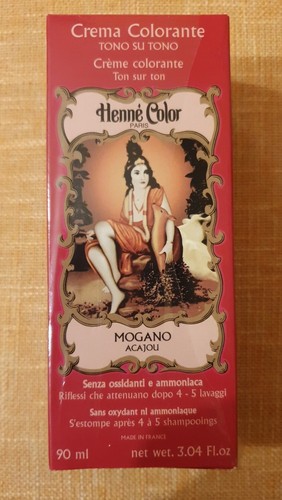 Crema Colorante
TONO SU TONO
Crème colorante
Ton sur ton
Henné Color
PARIS
MOGANO
ACAJOU
Senza ossidanti e ammoniaca
Riflessi che attenuano dopo 4 - 5 lavaggi
Sans oxydant ni ammoniaque
S'estompe après 4 à 5 shampooings
MADE IN FRANCE
90 ml net wt. 3.04 Fl.oz